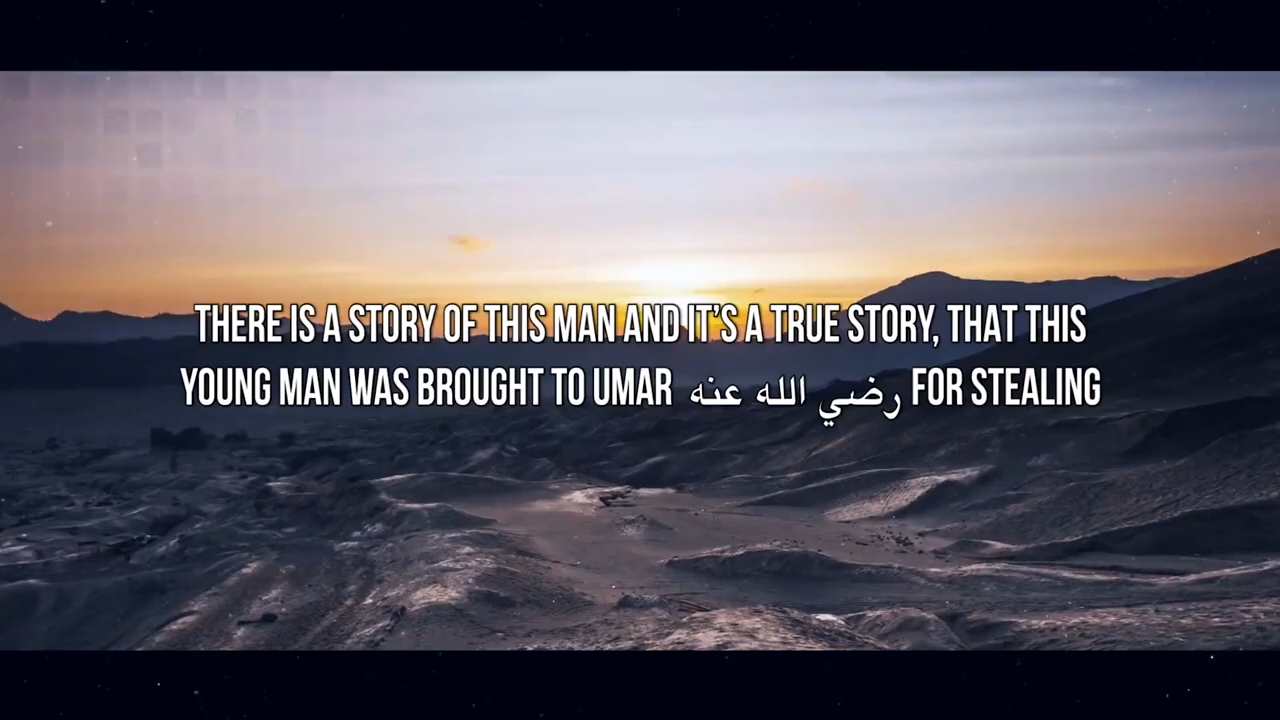 THERE IS A STORY OF THIS MAN AND IT'S A TRUE STORY, THAT THIS
YOUNG MAN WAS BROUGHT TO UMAR رضي الله عنه FOR STEALING